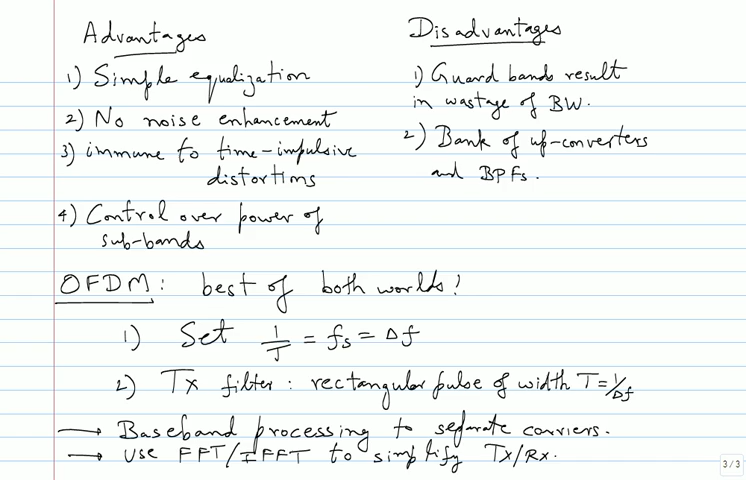 Advantages
1) Simple equalization
2) No noise enhancement
3) immune to time-impulsive
distortions
4) Control over power of
sub-bands
Disadvantages
1) Guard bands result
in wastage of BW.
2) Bank of up-converters
and BPFs.
OFDM: best of both worlds!
1) Set 1/T = fs = Δf
2) Tx filter: rectangular pulse of width T = 1/Δf
→ Baseband processing to separate carriers.
→ Use FFT/IFFT to simplify Tx/Rx.
3/3